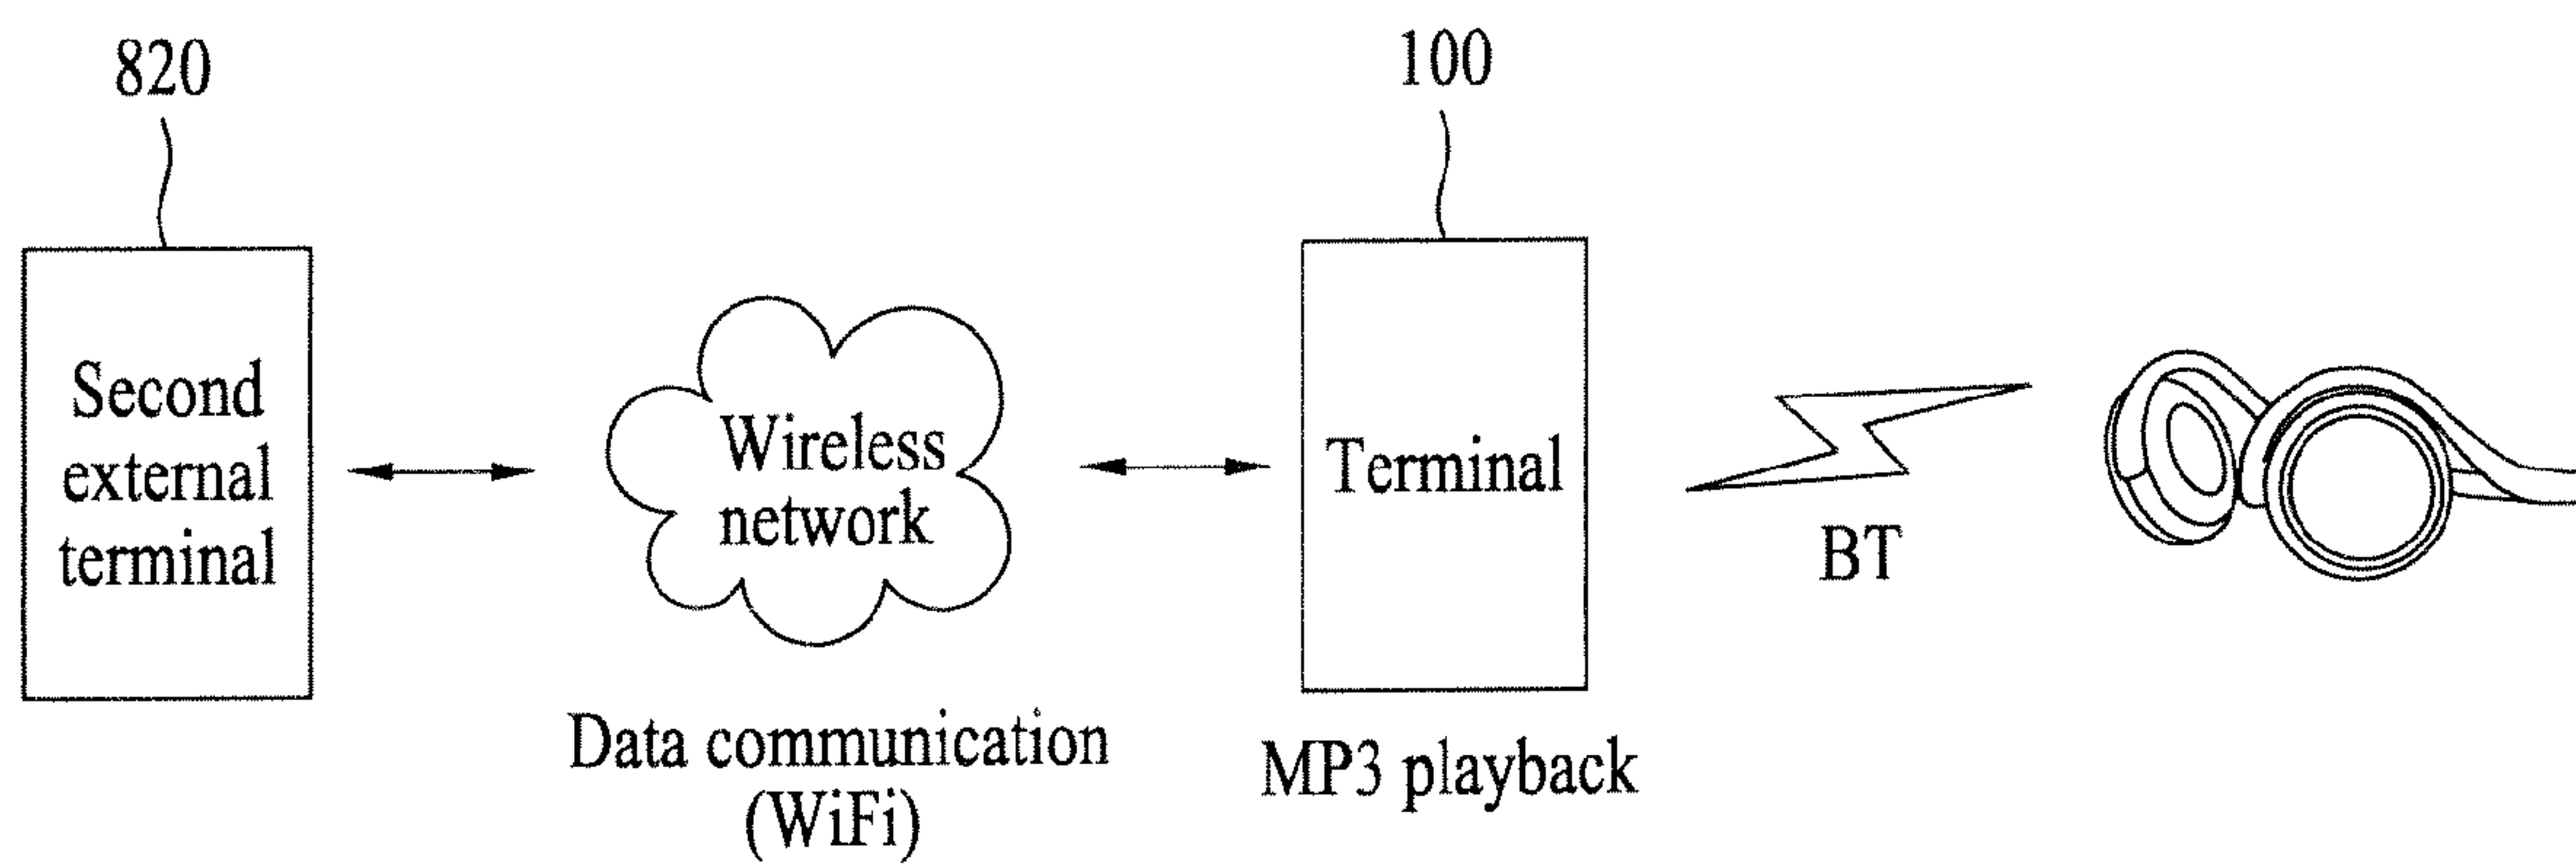 820
100
Second
external
terminal
Wireless
network
Terminal
BT
Data communication
(WiFi)
MP3 playback